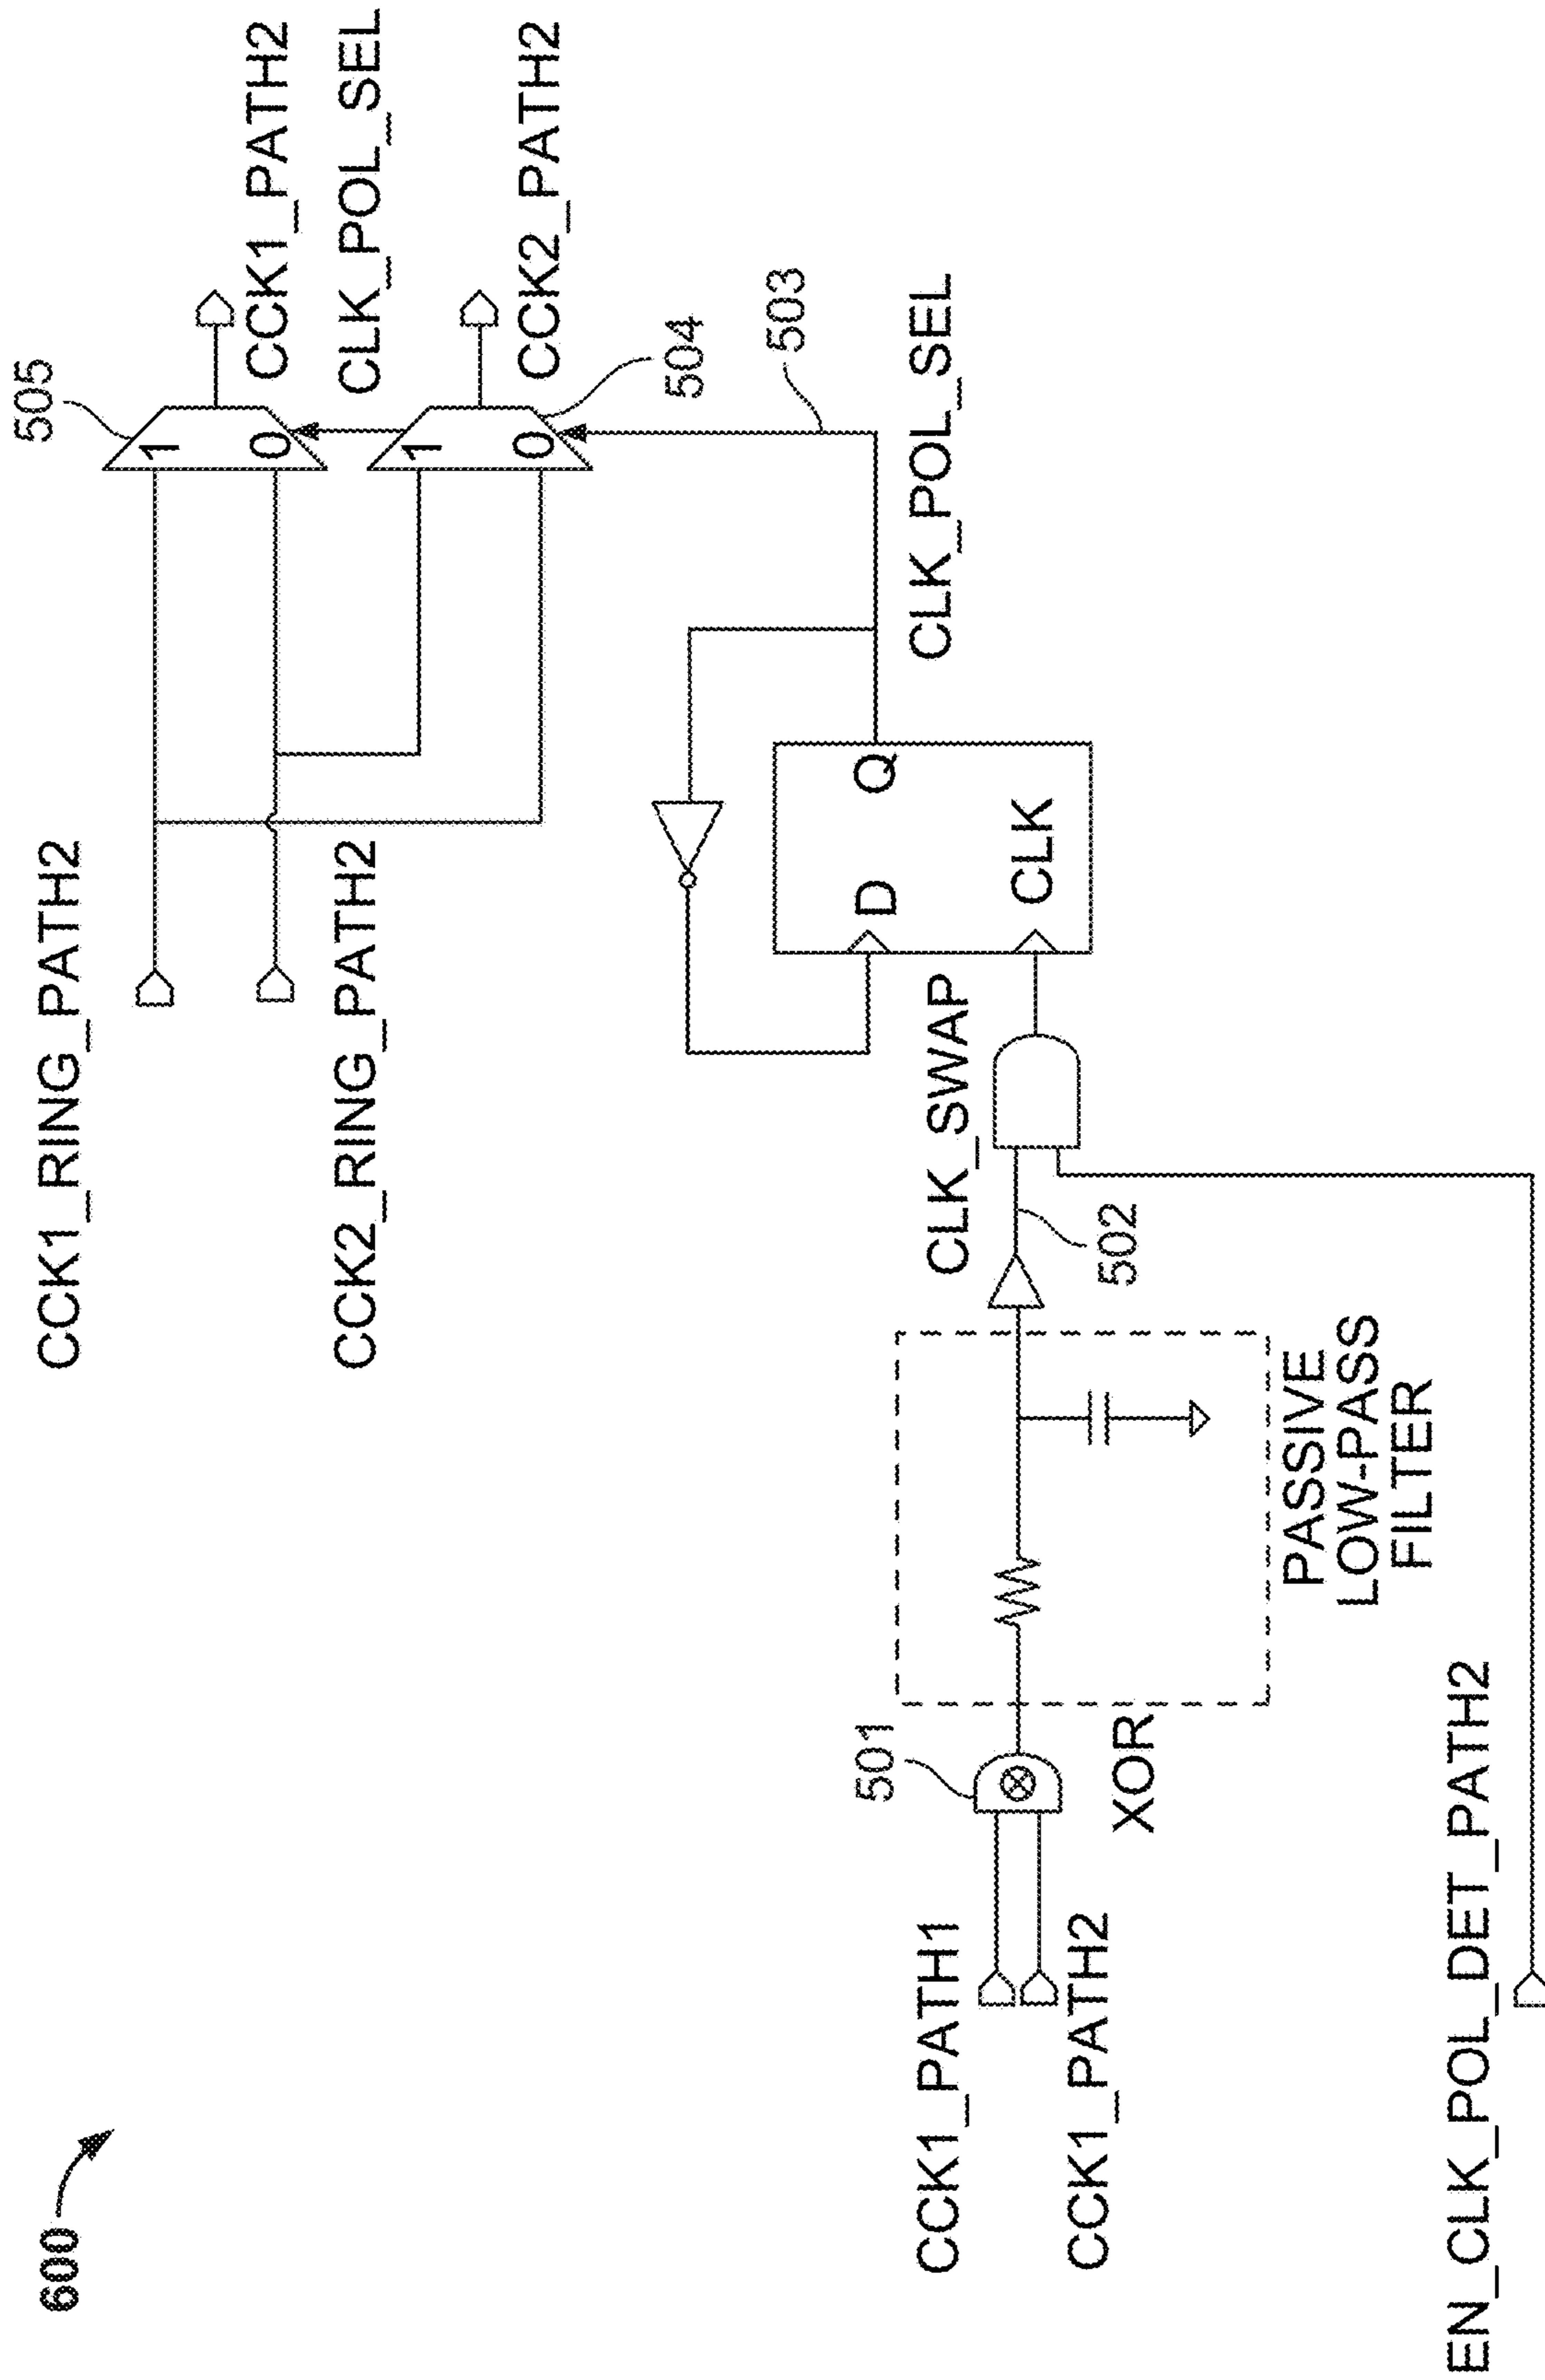 600
CCK1_RING_PATH2
CCK2_RING_PATH2
505
1
0
CCK1_PATH2
CLK_POL_SEL
1
0
CCK2_PATH2
504
503
D
Q
CLK
CLK_POL_SEL
CLK_SWAP
502
501
CCK1_PATH1
CCK1_PATH2
XOR
PASSIVE
LOW-PASS
FILTER
EN_CLK_POL_DET_PATH2